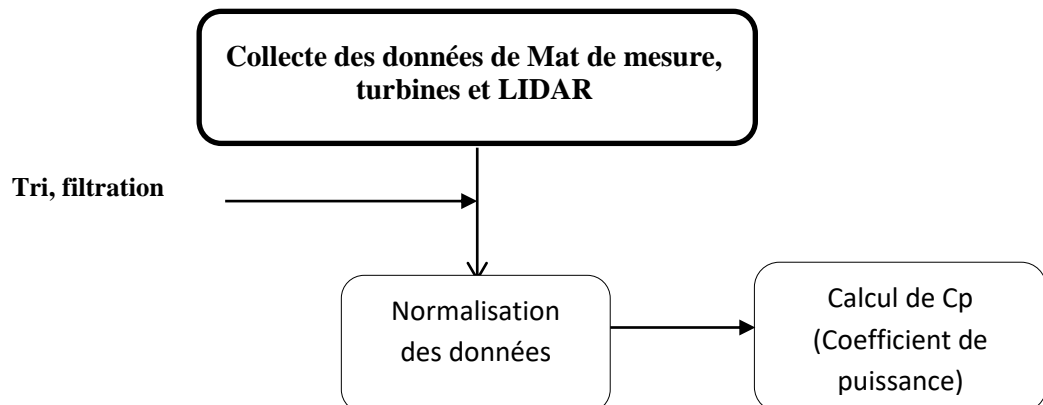 Collecte des données de Mat de mesure,
turbines et LIDAR
Tri, filtration
Normalisation
des données
Calcul de Cp
(Coefficient de
puissance)